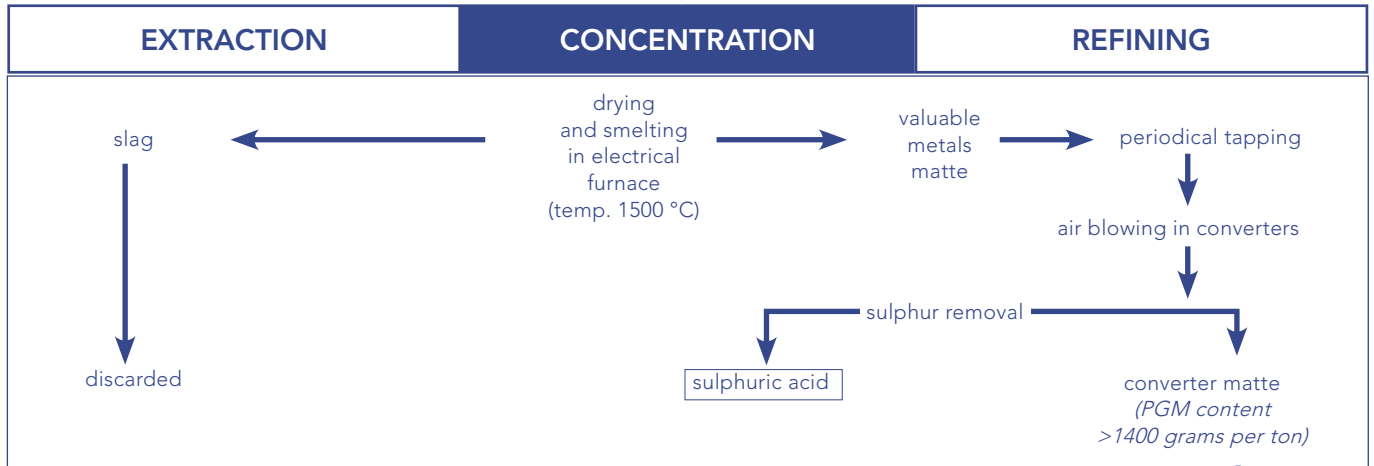 EXTRACTION
CONCENTRATION
REFINING
slag
drying
and smelting
in electrical
furnace
(temp. 1500 °C)
valuable
metals
matte
periodical tapping
air blowing in converters
sulphur removal
discarded
sulphuric acid
converter matte
(PGM content
>1400 grams per ton)